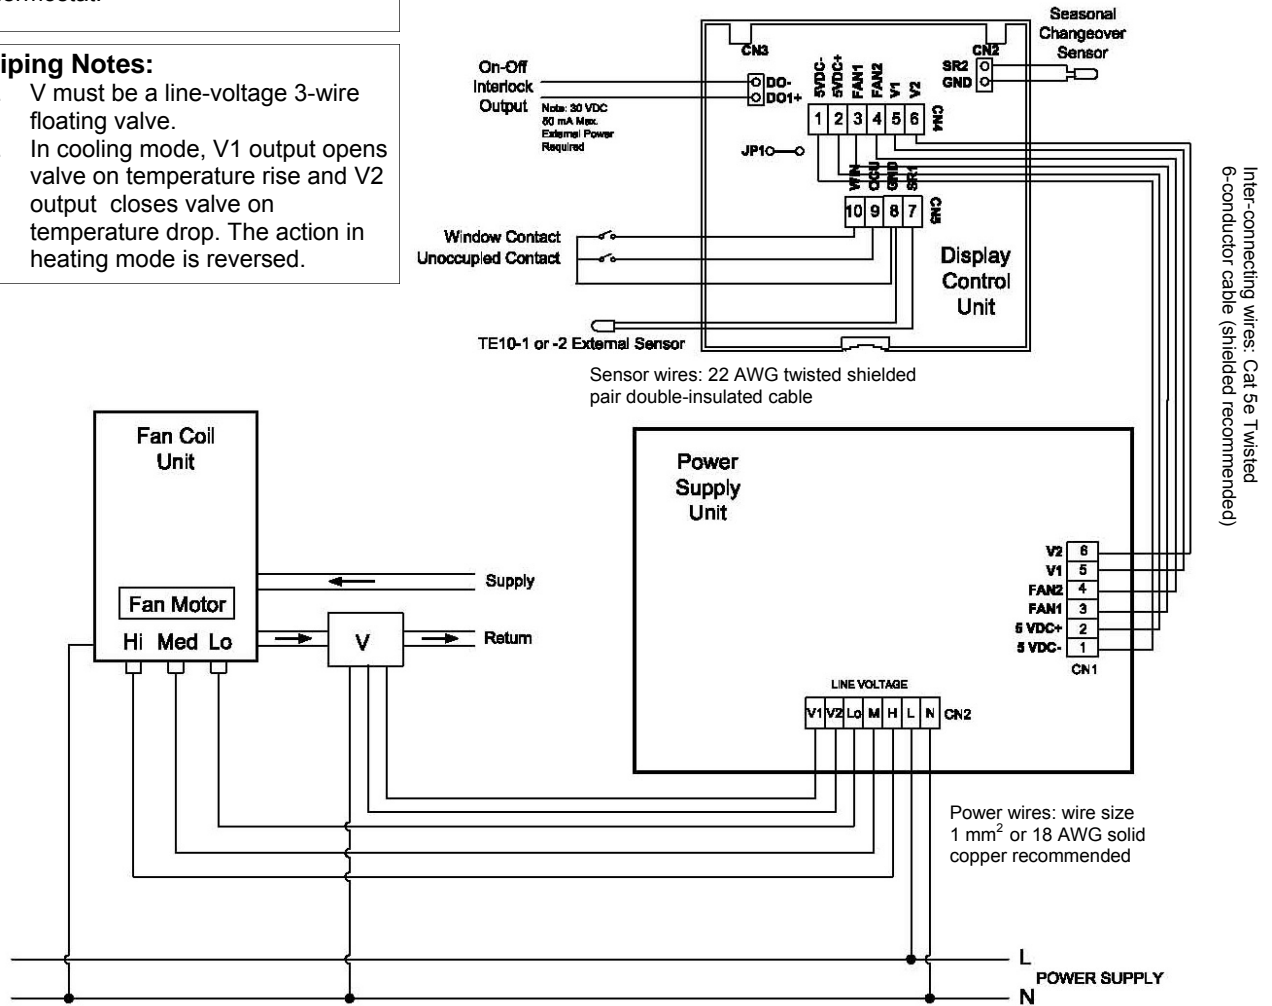 iping Notes:
V must be a line-voltage 3-wire
floating valve.
In cooling mode, V1 output opens
valve on temperature rise and V2
output closes valve on
temperature drop. The action in
heating mode is reversed.
Seasonal
Changeover
Sensor
CN3
CN2
SR2
GND
On-Off
Interlock
Output
Note: 30 VDC
50 mA Max.
External Power
Required
DO-
DO1+
5VDC-
5VDC+
FAN1
FAN2
V1
V2
1 2 3 4 5 6
CN4
JP1
WIN
OCU
GND
SR1
10 9 8 7
CN5
Window Contact
Unoccupied Contact
Display
Control
Unit
TE10-1 or -2 External Sensor
Sensor wires: 22 AWG twisted shielded
pair double-insulated cable
Inter-connecting wires: Cat 5e Twisted
6-conductor cable (shielded recommended)
Fan Coil
Unit
Fan Motor
Hi Med Lo
Supply
V
Return
Power
Supply
Unit
V2 6
V1 5
FAN2 4
FAN1 3
5 VDC+ 2
5 VDC- 1
CN1
LINE VOLTAGE
V1 V2 Lo M H L N CN2
Power wires: wire size
1 mm² or 18 AWG solid
copper recommended
L
POWER SUPPLY
N